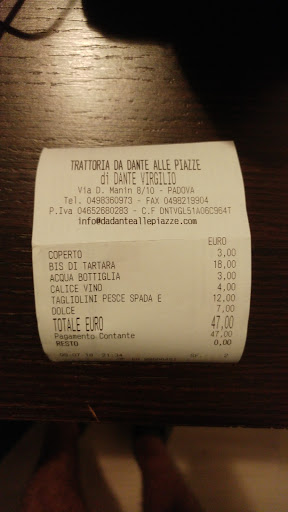 TRATTORIA DA DANTE ALLE PIAZZE
di DANTE VIRGILIO
Via D. Manin 8/10 - PADOVA
Tel. 0498360973 - FAX 0498219904
P.Iva 04652680283 - C.F DNTVGL51A06C964T
info@dadanteallepiazze.com
EURO
COPERTO 3,00
BIS DI TARTARA 18,00
ACQUA BOTTIGLIA 3,00
CALICE VINO 4,00
TAGLIOLINI PESCE SPADA E 12,00
DOLCE 7,00
TOTALE EURO 47,00
Pagamento Contante 47,00
RESTO 0,00